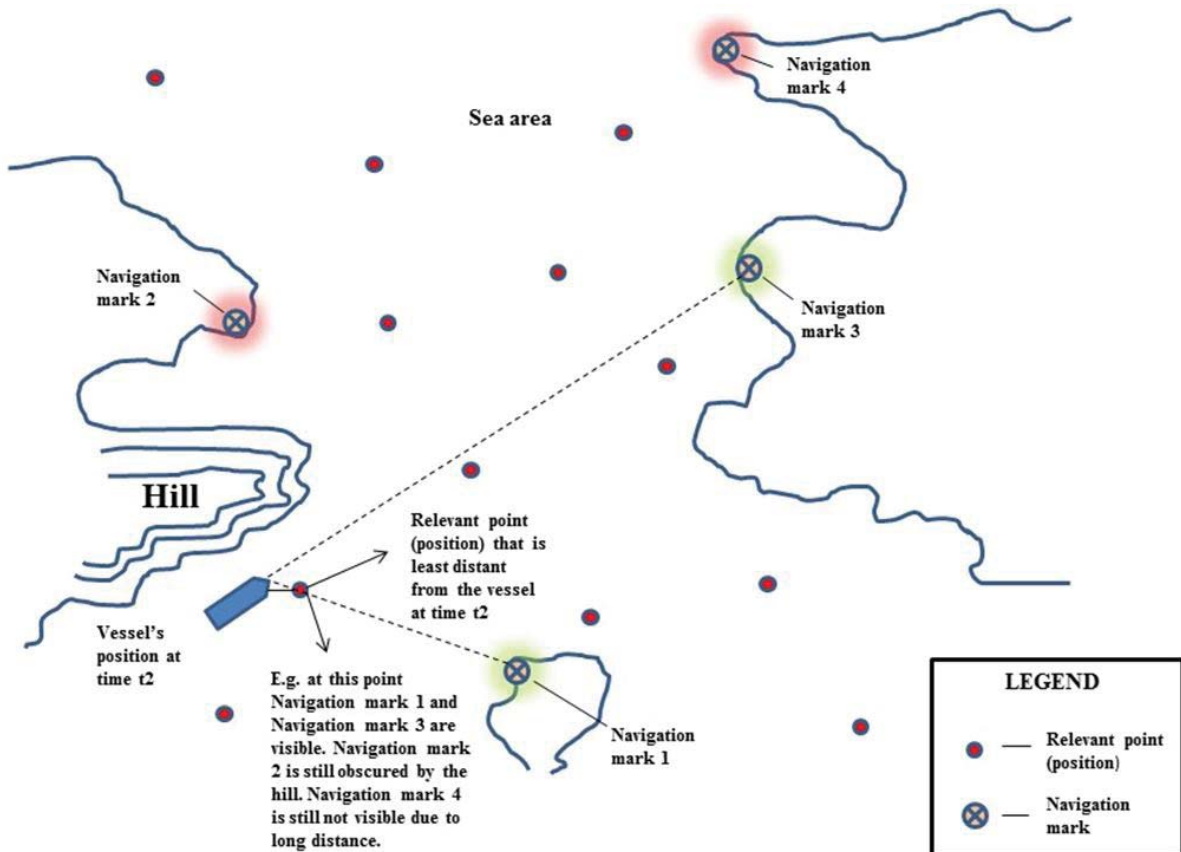 Navigation
mark 4
Sea area
Navigation
mark 2
Navigation
mark 3
Hill
Relevant point
(position) that is
least distant
from the vessel
at time t2
Vessel's
position at
time t2
E.g. at this point
Navigation mark 1 and
Navigation mark 3 are
visible. Navigation mark
2 is still obscured by the
hill. Navigation mark 4
is still not visible due to
long distance.
Navigation
mark 1
LEGEND
Relevant point
(position)
Navigation
mark